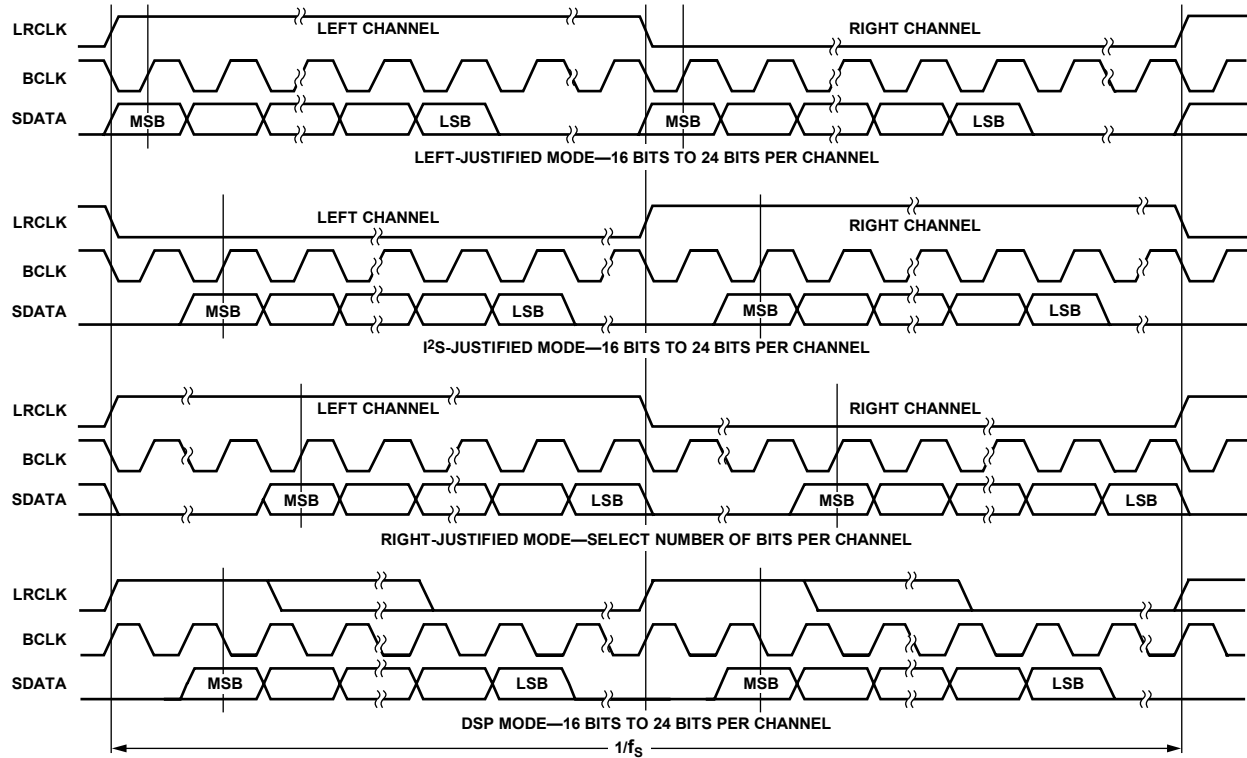 LRCLK LEFT CHANNEL RIGHT CHANNEL
BCLK
SDATA MSB LSB MSB LSB
LEFT-JUSTIFIED MODE—16 BITS TO 24 BITS PER CHANNEL
LRCLK LEFT CHANNEL RIGHT CHANNEL
BCLK
SDATA MSB LSB MSB LSB
I²S-JUSTIFIED MODE—16 BITS TO 24 BITS PER CHANNEL
LRCLK LEFT CHANNEL RIGHT CHANNEL
BCLK
SDATA MSB LSB MSB LSB
RIGHT-JUSTIFIED MODE—SELECT NUMBER OF BITS PER CHANNEL
LRCLK
BCLK
SDATA MSB LSB MSB LSB
DSP MODE—16 BITS TO 24 BITS PER CHANNEL
1/fS